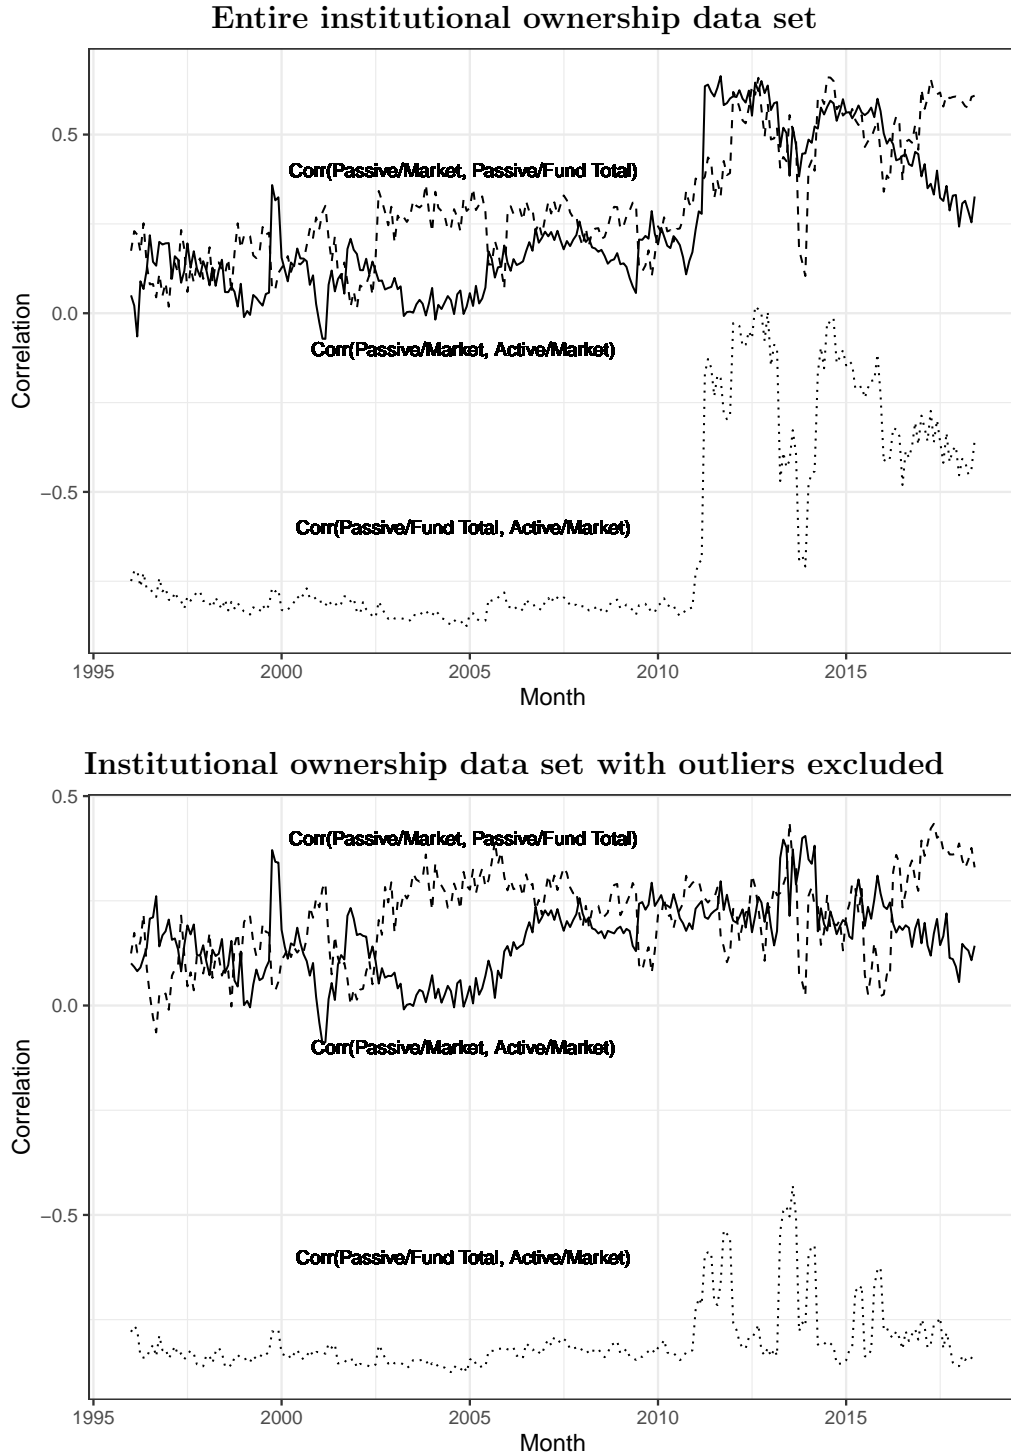 Entire institutional ownership data set
0.5
Corr(Passive/Market, Passive/Fund Total)
0.0
Corr(Passive/Market, Active/Market)
Correlation
−0.5
Corr(Passive/Fund Total, Active/Market)
1995 2000 2005 2010 2015
Month
Institutional ownership data set with outliers excluded
0.5
Corr(Passive/Market, Passive/Fund Total)
0.0
Corr(Passive/Market, Active/Market)
Correlation
−0.5
Corr(Passive/Fund Total, Active/Market)
1995 2000 2005 2010 2015
Month